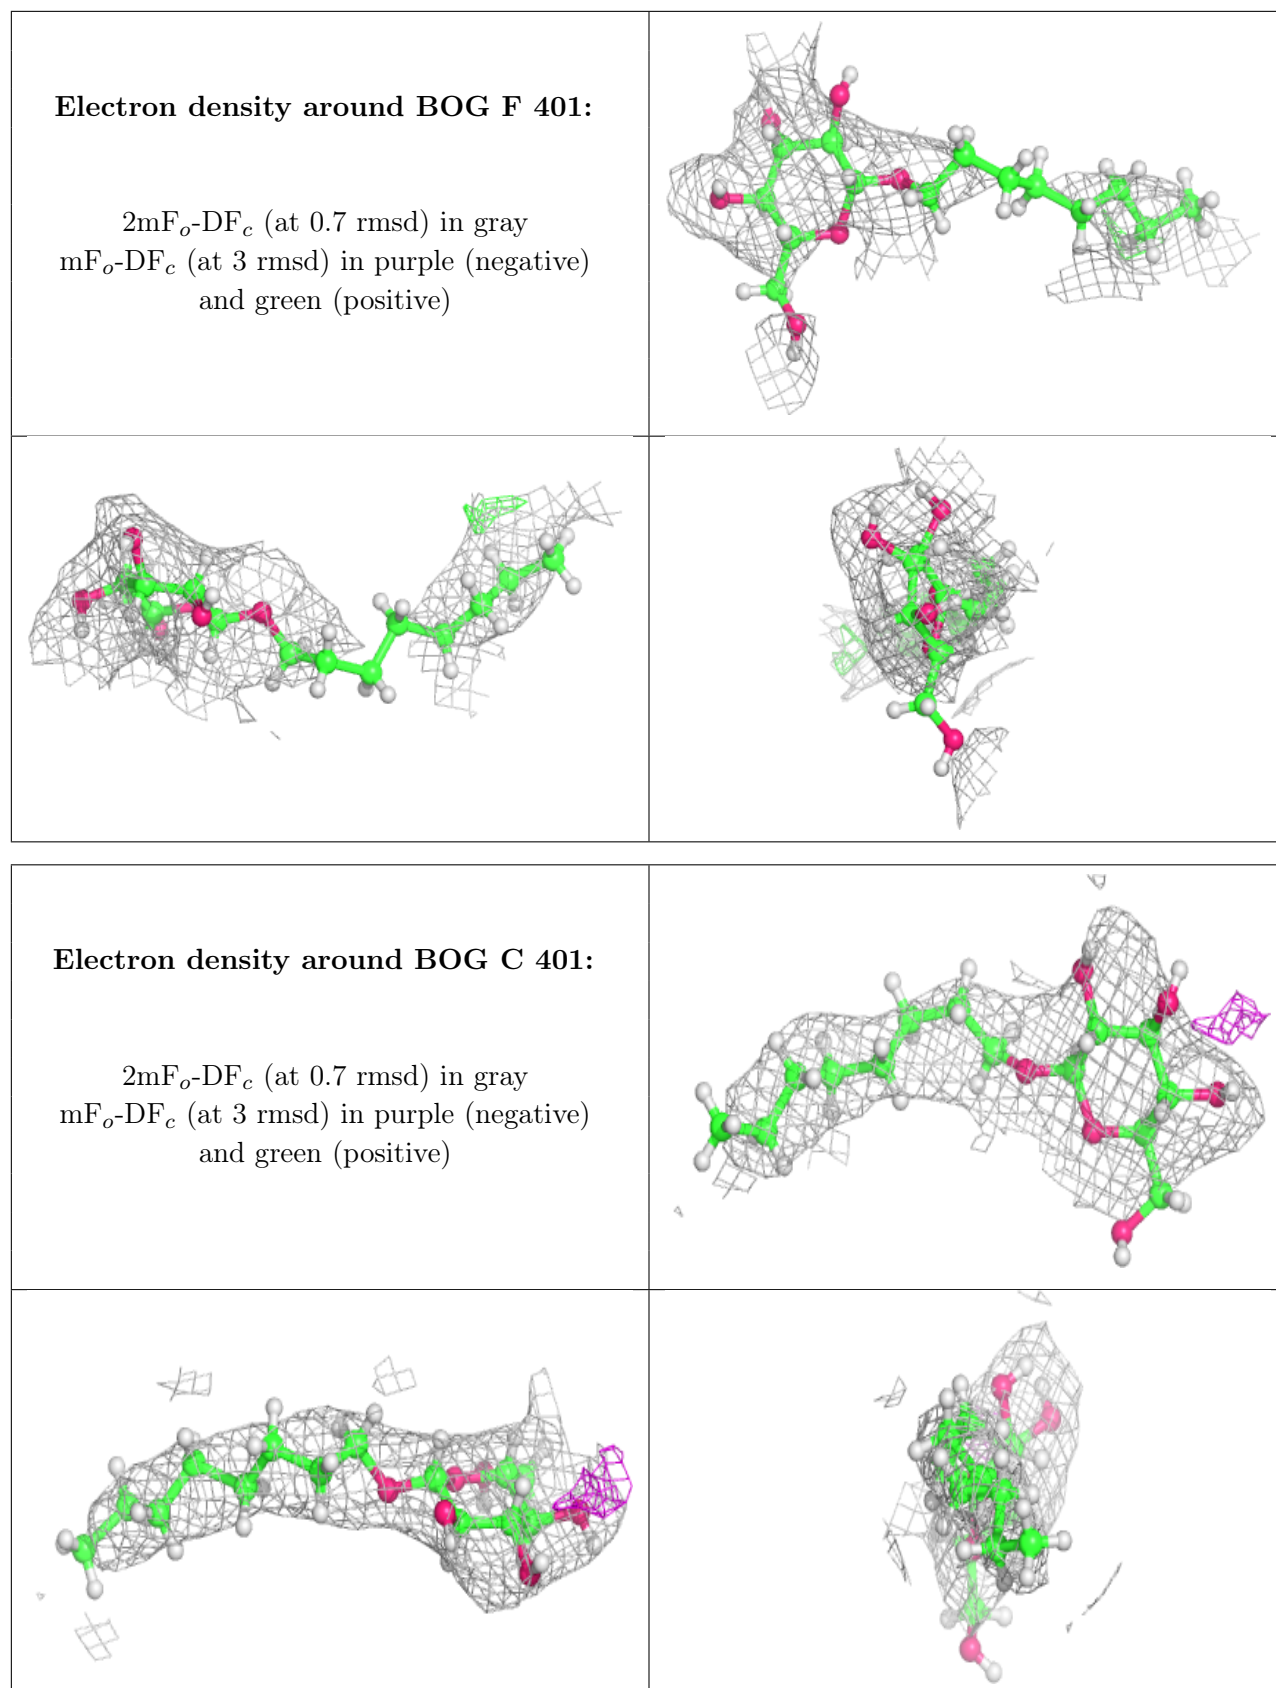 Electron density around BOG F 401:
2mFₒ-DF𝒸 (at 0.7 rmsd) in gray
mFₒ-DF𝒸 (at 3 rmsd) in purple (negative)
and green (positive)
Electron density around BOG C 401:
2mFₒ-DF𝒸 (at 0.7 rmsd) in gray
mFₒ-DF𝒸 (at 3 rmsd) in purple (negative)
and green (positive)